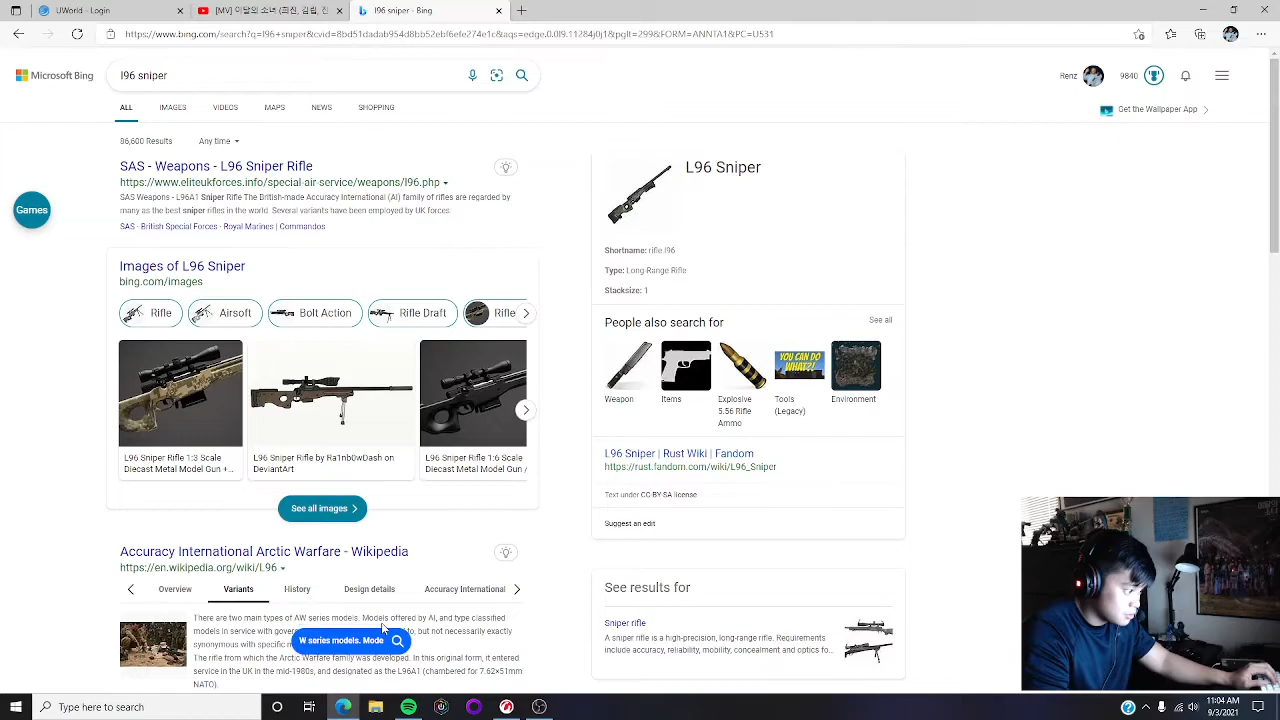 UWorld - Login
l96 sniper - Bing
https://www.bing.com/search?q=l96+sniper&cvid=8bd51dadab954d8bb52ebf6efe274e1c&aqs=edge.0.0l9.11284j0j1&pglt=299&FORM=ANNTA1&PC=U531
Microsoft Bing
l96 sniper
Renz
9840
ALL
IMAGES
VIDEOS
MAPS
NEWS
SHOPPING
Get the Wallpaper App
86,600 Results
Any time
Games
SAS - Weapons - L96 Sniper Rifle
https://www.eliteukforces.info/special-air-service/weapons/l96.php
SAS Weapons - L96A1 Sniper Rifle The British-made Accuracy International (AI) family of rifles are regarded by
many as the best sniper rifles in the world. Several variants have been employed by UK forces.
SAS · British Special Forces · Royal Marines | Commandos
Images of L96 Sniper
bing.com/images
Rifle
Airsoft
Bolt Action
Rifle Draft
Rifle
L96 Sniper Rifle 1:3 Scale
Diecast Metal Model Gun +...
L96 Sniper Rifle by Ra1nb0wDash on
DeviantArt
L96 Sniper Rifle 1:6 Scale
Diecast Metal Model Gun /
See all images
Accuracy International Arctic Warfare - Wikipedia
https://en.wikipedia.org/wiki/L96
Overview
Variants
History
Design details
Accuracy International
There are two main types of AW series models. Models offered by AI, and type classified
models in service with gover
to, but not necessarily exactly
synonymous with specific m
W series models. Mode
The rifle from which the Arctic Warfare family was developed. In this original form, it entered
service in the UK in the mid-1980s, and designated as the L96A1 (chambered for 7.62×51mm
NATO).
L96 Sniper
Shortname: rifle.l96
Type: Long-Range Rifle
Stacksize: 1
People also search for
See all
YOU CAN DO
WHAT?!
Weapon
Items
Explosive
5.56 Rifle
Ammo
Tools
(Legacy)
Environment
L96 Sniper | Rust Wiki | Fandom
https://rust.fandom.com/wiki/L96_Sniper
Text under CC-BY-SA license
Suggest an edit
See results for
Sniper rifle
A sniper rifle is a high-precision, long-range rifle. Requirements
include accuracy, reliability, mobility, concealment and optics fo...
Type here to search
11:04 AM
9/3/2021